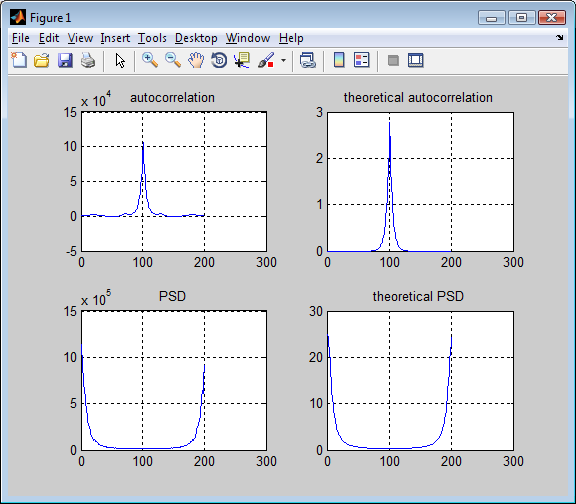 Figure 1
File Edit View Insert Tools Desktop Window Help
x 10^4
autocorrelation
15
10
5
0
-5
0 100 200 300
theoretical autocorrelation
3
2
1
0
0 100 200 300
x 10^5
PSD
15
10
5
0
0 100 200 300
theoretical PSD
30
20
10
0
0 100 200 300